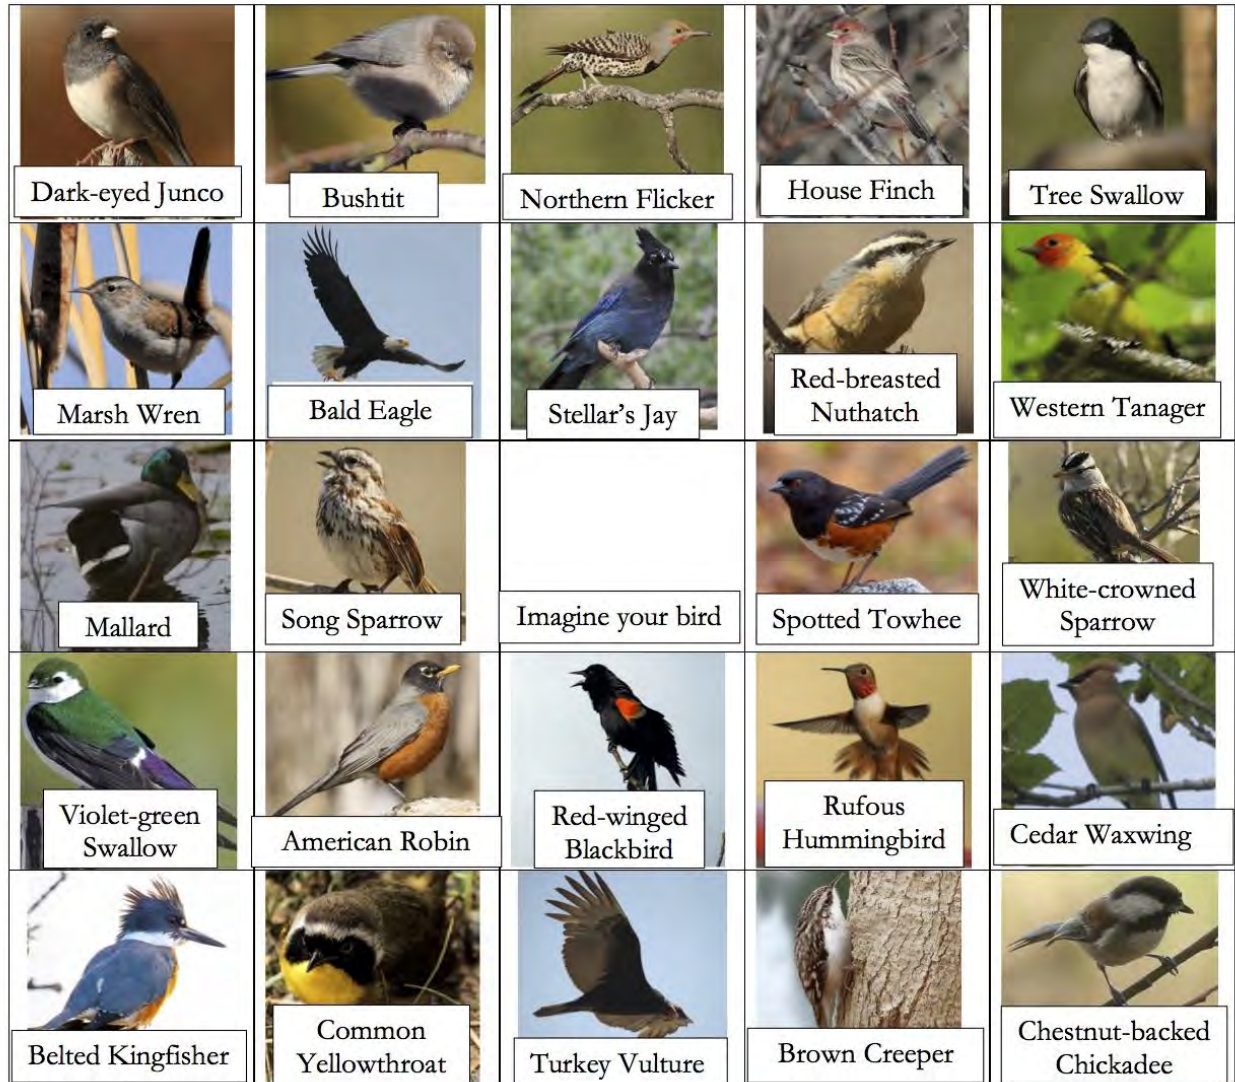 Dark-eyed Junco
Bushtit
Northern Flicker
House Finch
Tree Swallow
Marsh Wren
Bald Eagle
Stellar's Jay
Red-breasted
Nuthatch
Western Tanager
Mallard
Song Sparrow
Imagine your bird
Spotted Towhee
White-crowned
Sparrow
Violet-green
Swallow
American Robin
Red-winged
Blackbird
Rufous
Hummingbird
Cedar Waxwing
Belted Kingfisher
Common
Yellowthroat
Turkey Vulture
Brown Creeper
Chestnut-backed
Chickadee